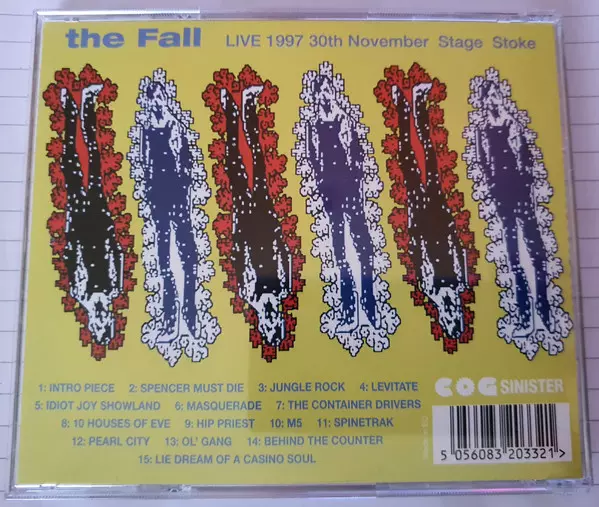 the Fall LIVE 1997 30th November Stage Stoke
1: INTRO PIECE 2: SPENCER MUST DIE 3: JUNGLE ROCK 4: LEVITATE
5: IDIOT JOY SHOWLAND 6: MASQUERADE 7: THE CONTAINER DRIVERS
8: 10 HOUSES OF EVE 9: HIP PRIEST 10: M5 11: SPINETRAK
12: PEARL CITY 13: OL' GANG 14: BEHIND THE COUNTER
15: LIE DREAM OF A CASINO SOUL
COG SINISTER
5 056083 203321 >